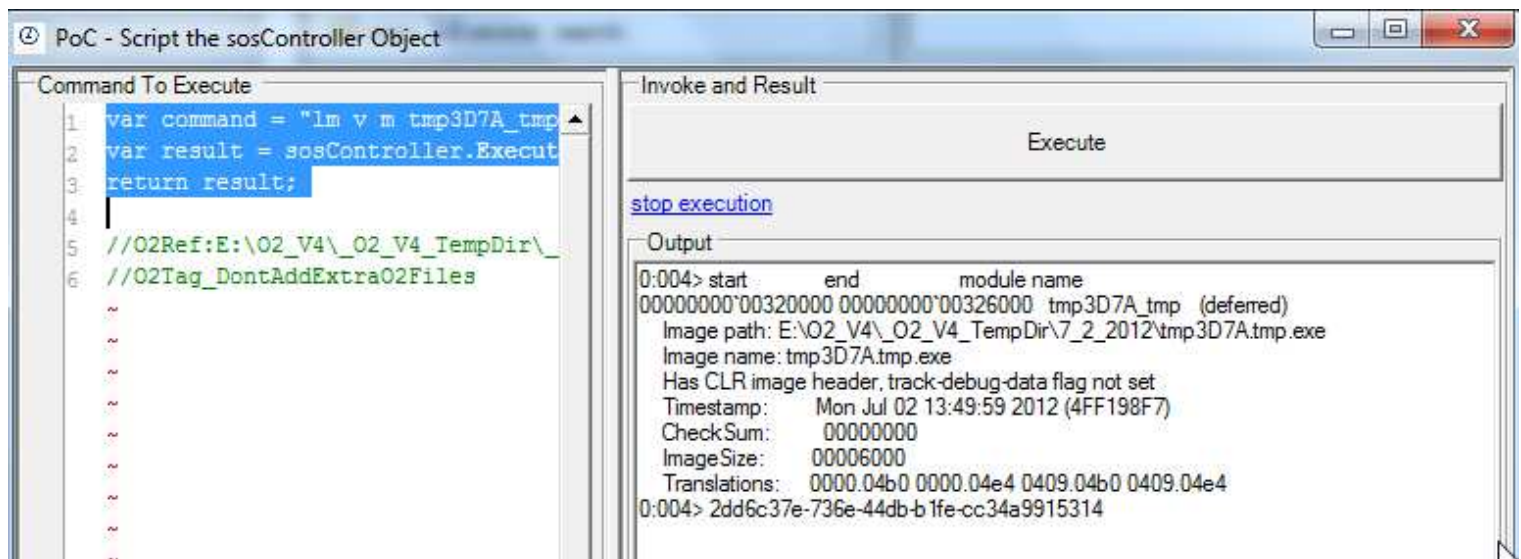 PoC - Script the sosController Object
Command To Execute
1 var command = "lm v m tmp3D7A_tmp
2 var result = sosController.Execut
3 return result;
4
5 //O2Ref:E:\O2_V4\_O2_V4_TempDir\_
6 //O2Tag_DontAddExtraO2Files
~
~
~
~
~
~
~
~
~
Invoke and Result
Execute
stop execution
Output
0:004> start end module name
00000000`00320000 00000000`00326000 tmp3D7A_tmp (deferred)
Image path: E:\O2_V4\_O2_V4_TempDir\7_2_2012\tmp3D7A.tmp.exe
Image name: tmp3D7A.tmp.exe
Has CLR image header, track-debug-data flag not set
Timestamp: Mon Jul 02 13:49:59 2012 (4FF198F7)
CheckSum: 00000000
ImageSize: 00006000
Translations: 0000.04b0 0000.04e4 0409.04b0 0409.04e4
0:004> 2dd6c37e-736e-44db-b1fe-cc34a9915314